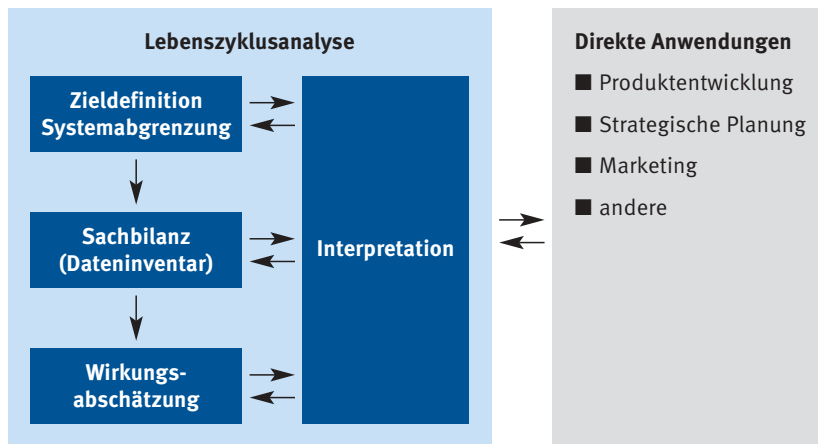 Lebenszyklusanalyse
Zieldefinition
Systemabgrenzung
Sachbilanz
(Dateninventar)
Wirkungs-
abschätzung
Interpretation
Direkte Anwendungen
■ Produktentwicklung
■ Strategische Planung
■ Marketing
■ andere